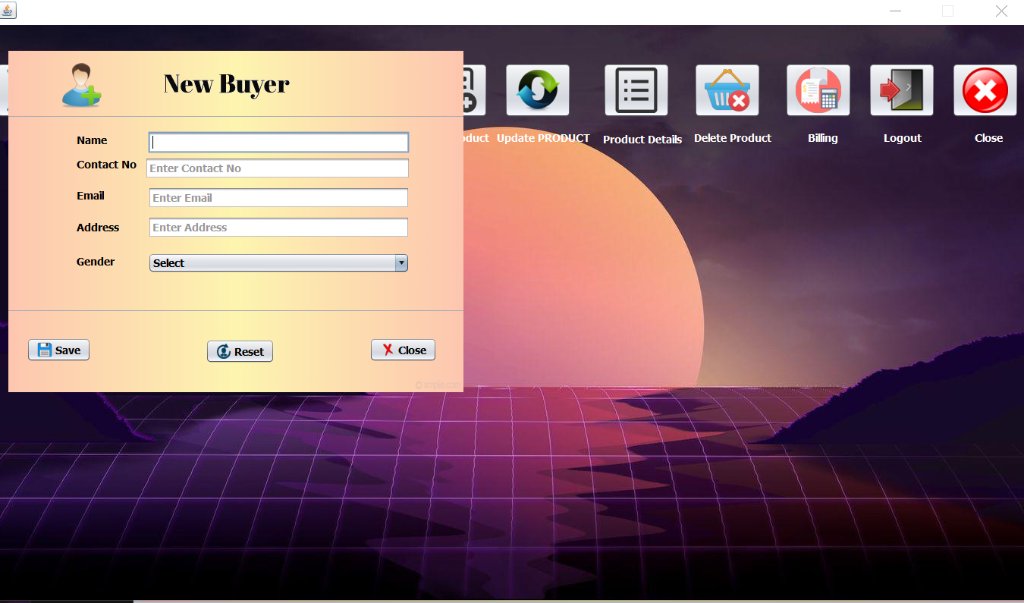 New Buyer
Name
Contact No
Enter Contact No
Email
Enter Email
Address
Enter Address
Gender
Select
Save
Reset
Close
Update PRODUCT
Product Details
Delete Product
Billing
Logout
Close